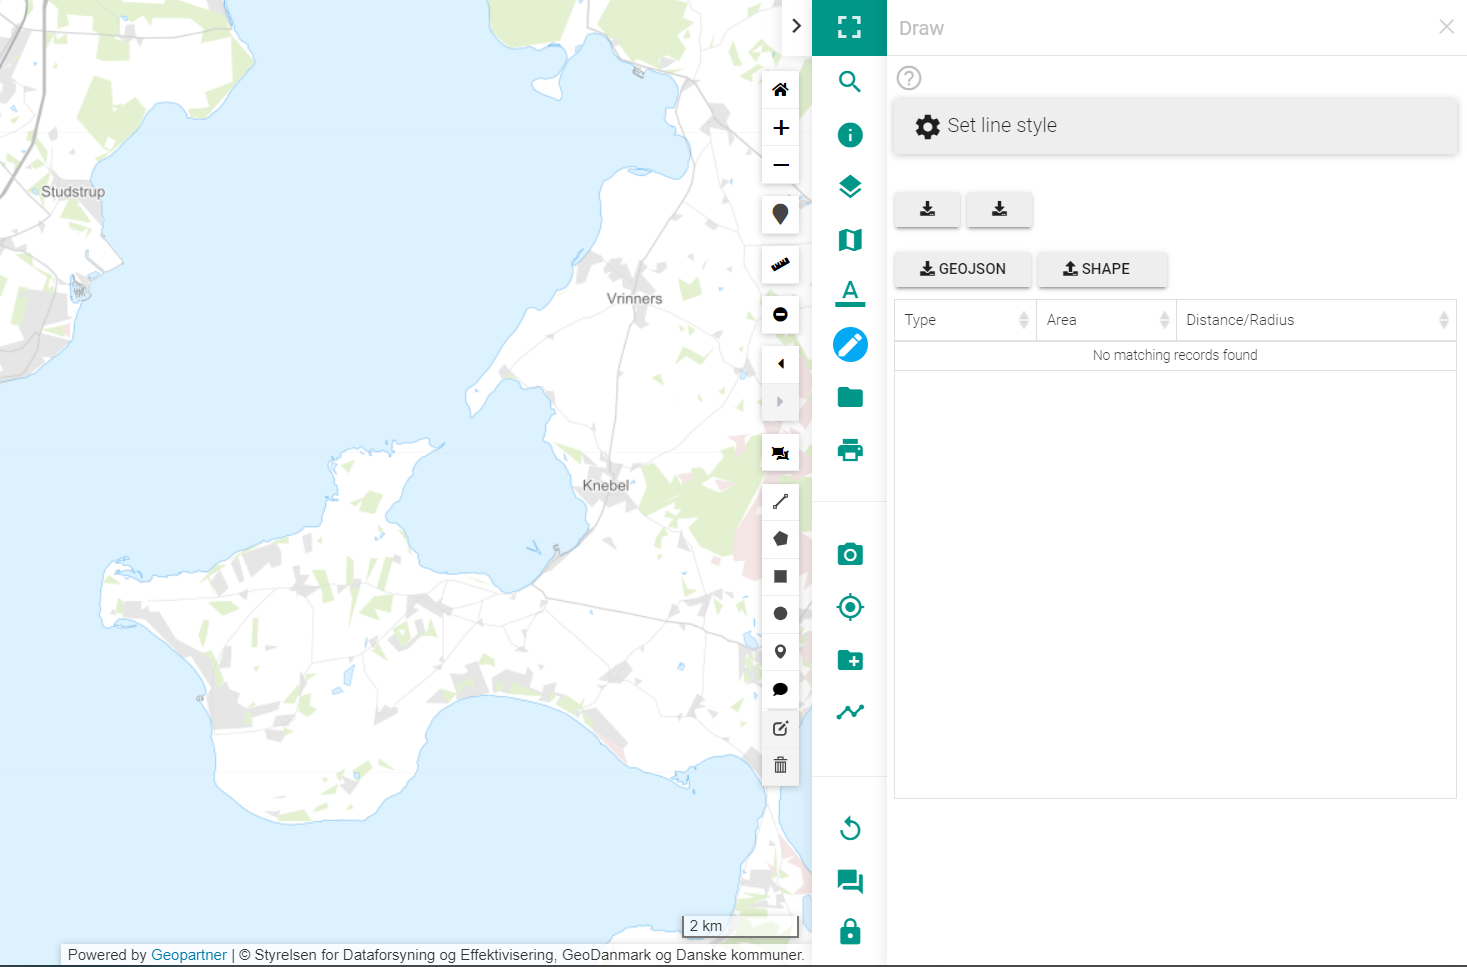 Draw
Set line style
GEOJSON
SHAPE
Type
Area
Distance/Radius
No matching records found
Studstrup
Vrinners
Knebel
2 km
Powered by Geopartner | © Styrelsen for Dataforsyning og Effektivisering, GeoDanmark og Danske kommuner.